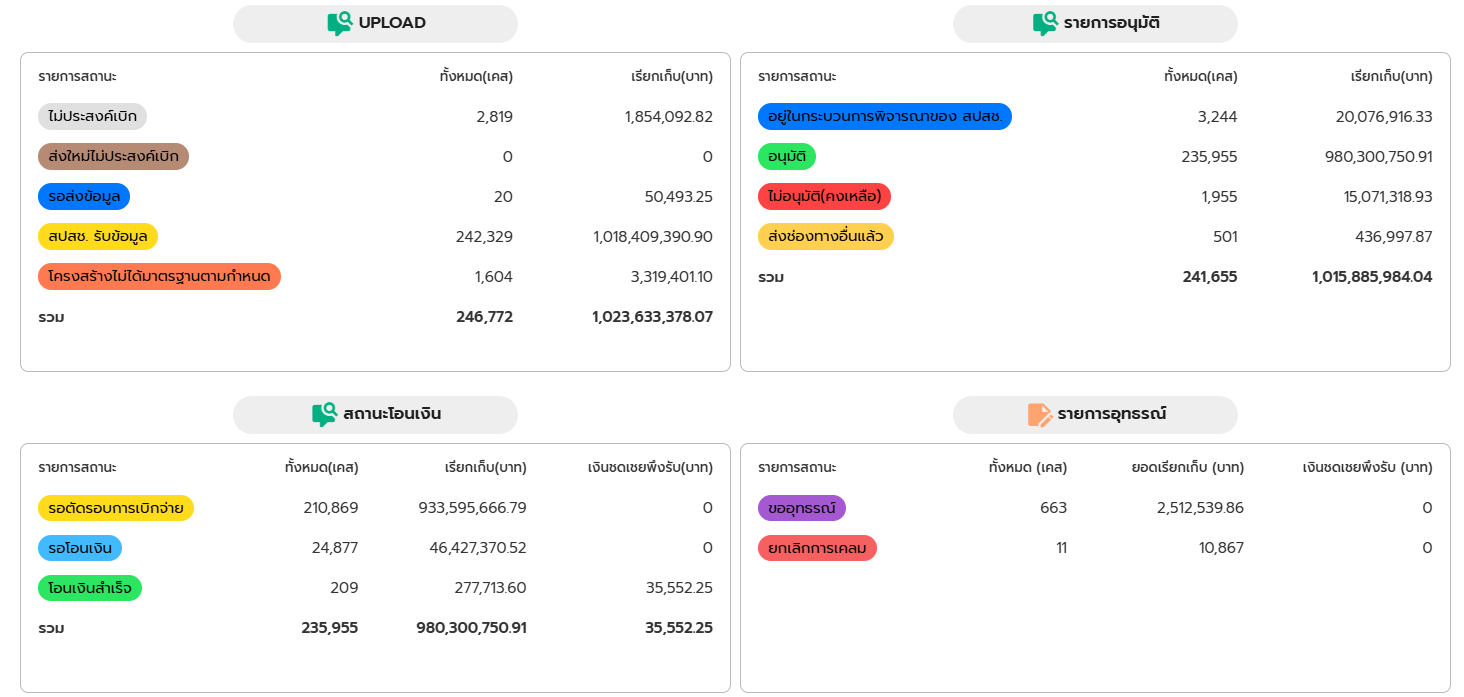 UPLOAD
รายการสถานะ ทั้งหมด(เคส) เรียกเก็บ(บาท)
ไม่ประสงค์เบิก 2,819 1,854,092.82
ส่งใหม่ไม่ประสงค์เบิก 0 0
รอส่งข้อมูล 20 50,493.25
สปสช. รับข้อมูล 242,329 1,018,409,390.90
โครงสร้างไม่ได้มาตรฐานตามกำหนด 1,604 3,319,401.10
รวม 246,772 1,023,633,378.07
รายการอนุมัติ
รายการสถานะ ทั้งหมด(เคส) เรียกเก็บ(บาท)
อยู่ในกระบวนการพิจารณาของ สปสช. 3,244 20,076,916.33
อนุมัติ 235,955 980,300,750.91
ไม่อนุมัติ(คงเหลือ) 1,955 15,071,318.93
ส่งช่องทางอื่นแล้ว 501 436,997.87
รวม 241,655 1,015,885,984.04
สถานะโอนเงิน
รายการสถานะ ทั้งหมด(เคส) เรียกเก็บ(บาท) เงินชดเชยพึงรับ(บาท)
รอตัดรอบการเบิกจ่าย 210,869 933,595,666.79 0
รอโอนเงิน 24,877 46,427,370.52 0
โอนเงินสำเร็จ 209 277,713.60 35,552.25
รวม 235,955 980,300,750.91 35,552.25
รายการอุทธรณ์
รายการสถานะ ทั้งหมด (เคส) ยอดเรียกเก็บ (บาท) เงินชดเชยพึงรับ (บาท)
ขออุทธรณ์ 663 2,512,539.86 0
ยกเลิกการเคลม 11 10,867 0